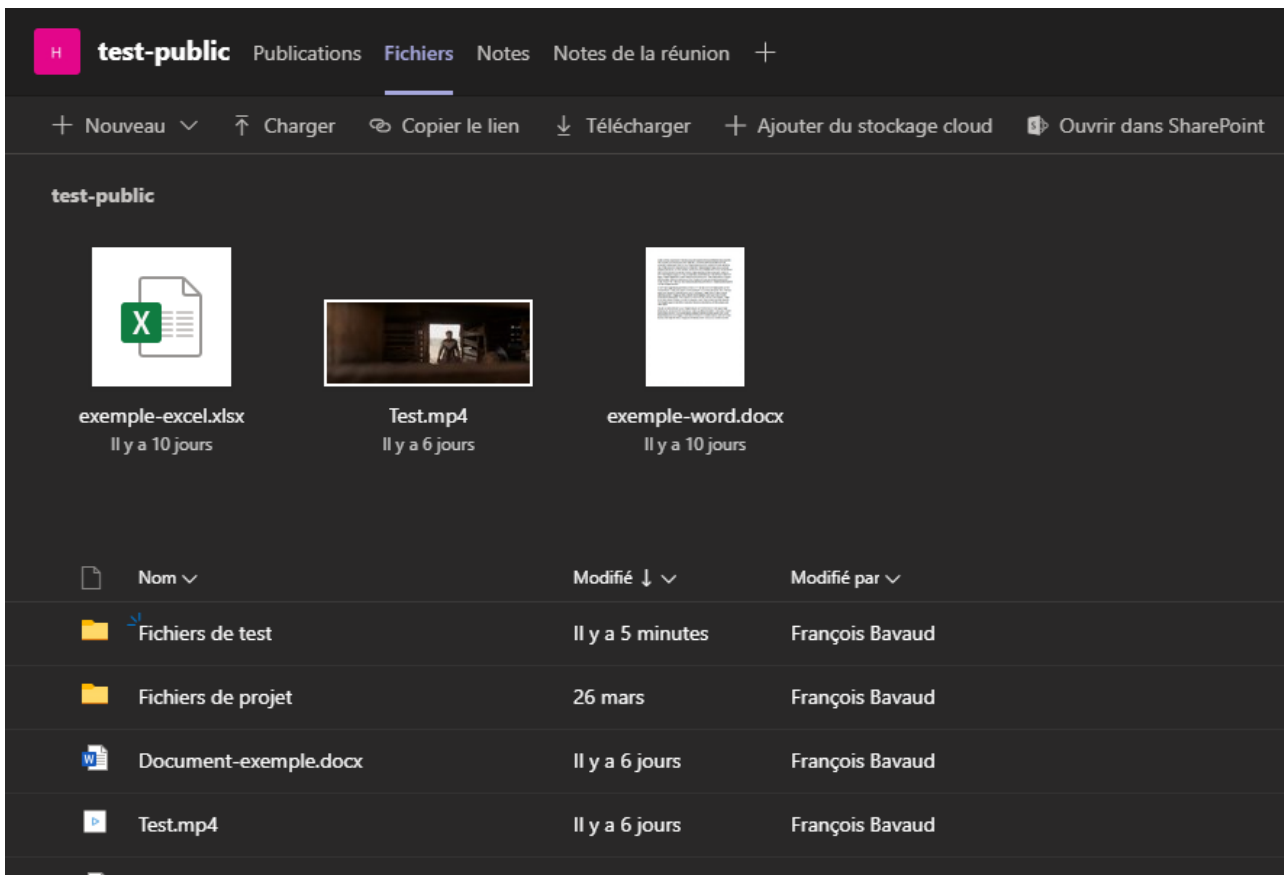 H test-public Publications Fichiers Notes Notes de la réunion
Nouveau Charger Copier le lien Télécharger Ajouter du stockage cloud Ouvrir dans SharePoint
test-public
exemple-excel.xlsx Test.mp4 exemple-word.docx
Il y a 10 jours Il y a 6 jours Il y a 10 jours
Nom Modifié Modifié par
Fichiers de test Il y a 5 minutes François Bavaud
Fichiers de projet 26 mars François Bavaud
Document-exemple.docx Il y a 6 jours François Bavaud
Test.mp4 Il y a 6 jours François Bavaud